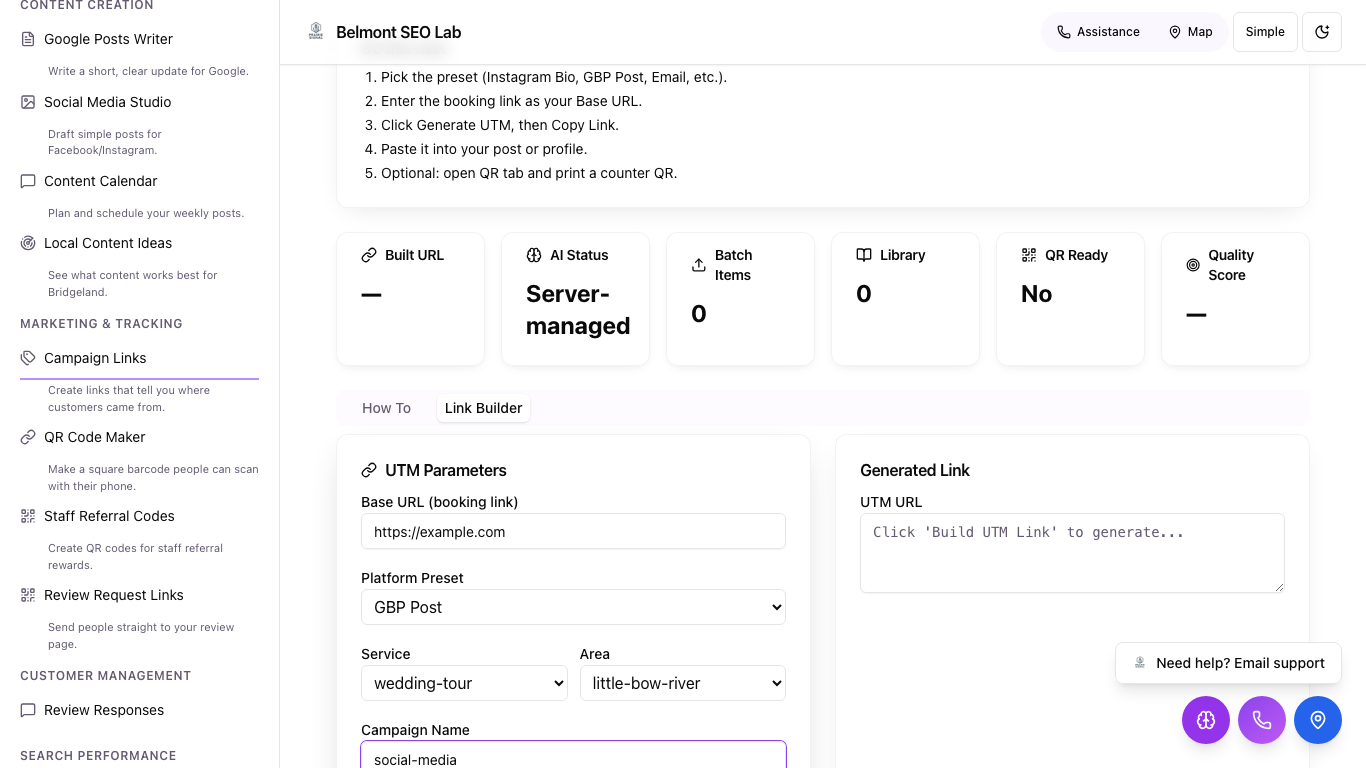 CONTENT CREATION
Google Posts Writer
Write a short, clear update for Google.
Social Media Studio
Draft simple posts for
Facebook/Instagram.
Content Calendar
Plan and schedule your weekly posts.
Local Content Ideas
See what content works best for
Bridgeland.
MARKETING & TRACKING
Campaign Links
Create links that tell you where
customers came from.
QR Code Maker
Make a square barcode people can scan
with their phone.
Staff Referral Codes
Create QR codes for staff referral
rewards.
Review Request Links
Send people straight to your review
page.
CUSTOMER MANAGEMENT
Review Responses
SEARCH PERFORMANCE
Belmont SEO Lab
Assistance
Map
Simple
1. Pick the preset (Instagram Bio, GBP Post, Email, etc.).
2. Enter the booking link as your Base URL.
3. Click Generate UTM, then Copy Link.
4. Paste it into your post or profile.
5. Optional: open QR tab and print a counter QR.
Built URL
—
AI Status
Server-
managed
Batch
Items
0
Library
0
QR Ready
No
Quality
Score
—
How To
Link Builder
UTM Parameters
Base URL (booking link)
https://example.com
Platform Preset
GBP Post
Service
wedding-tour
Area
little-bow-river
Campaign Name
social-media
Generated Link
UTM URL
Click 'Build UTM Link' to generate...
Need help? Email support